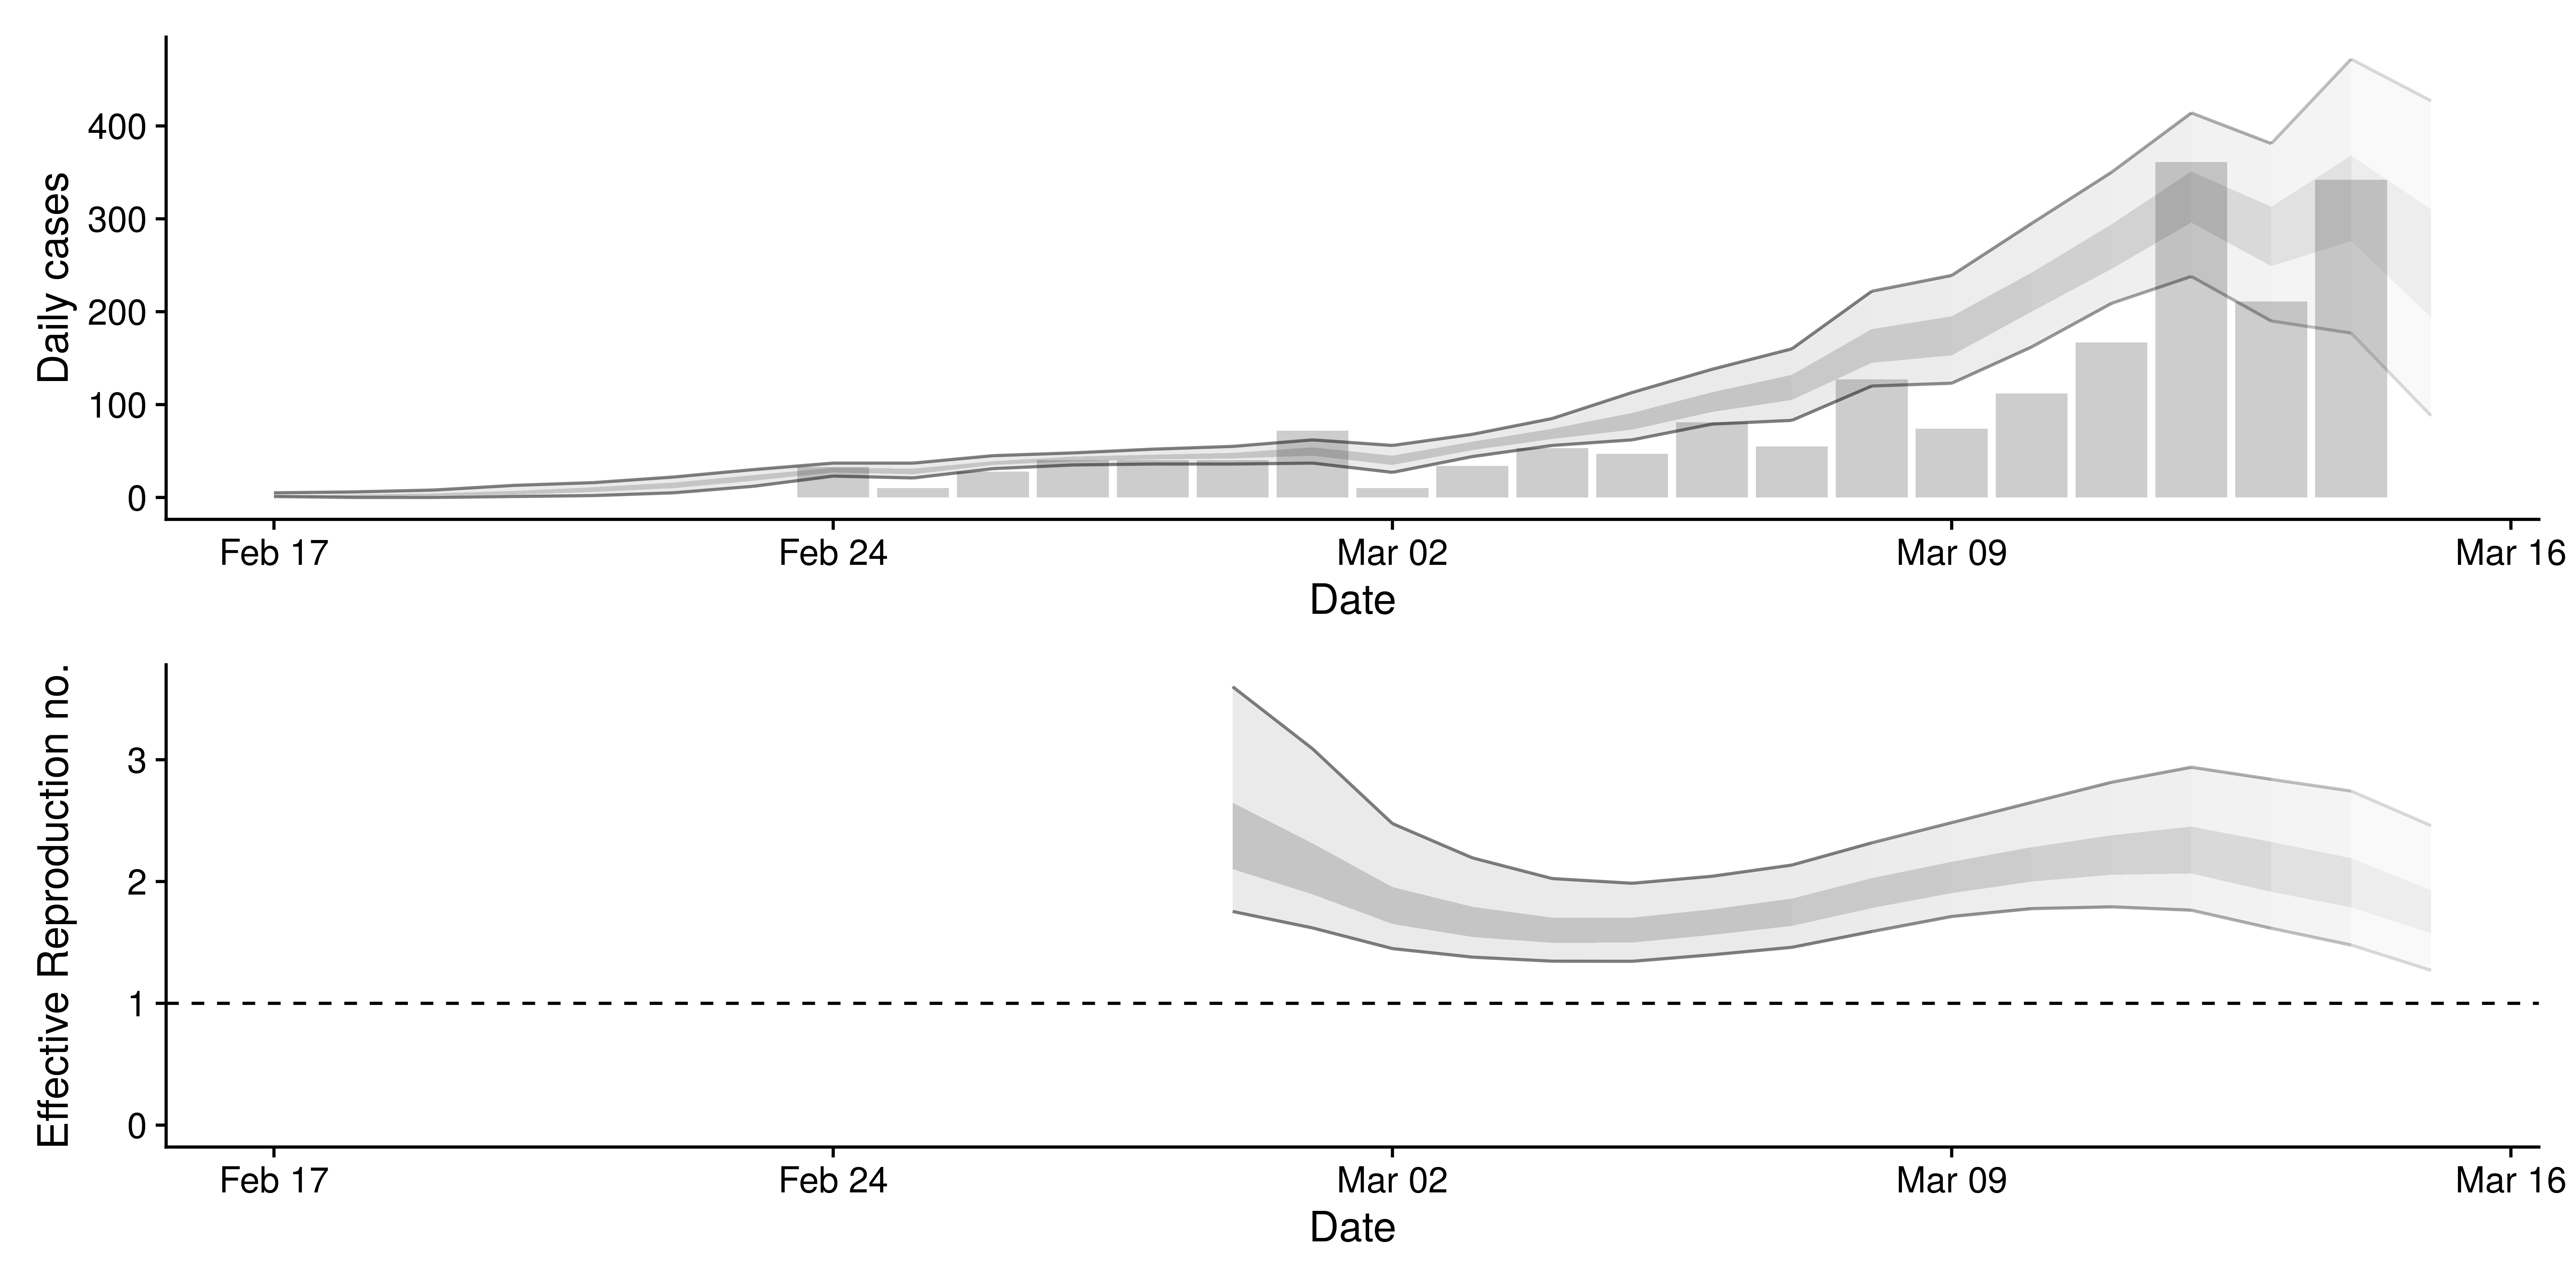 Daily cases
400
300
200
100
0
Feb 17
Feb 24
Mar 02
Mar 09
Mar 16
Date
Effective Reproduction no.
3
2
1
0
Feb 17
Feb 24
Mar 02
Mar 09
Mar 16
Date